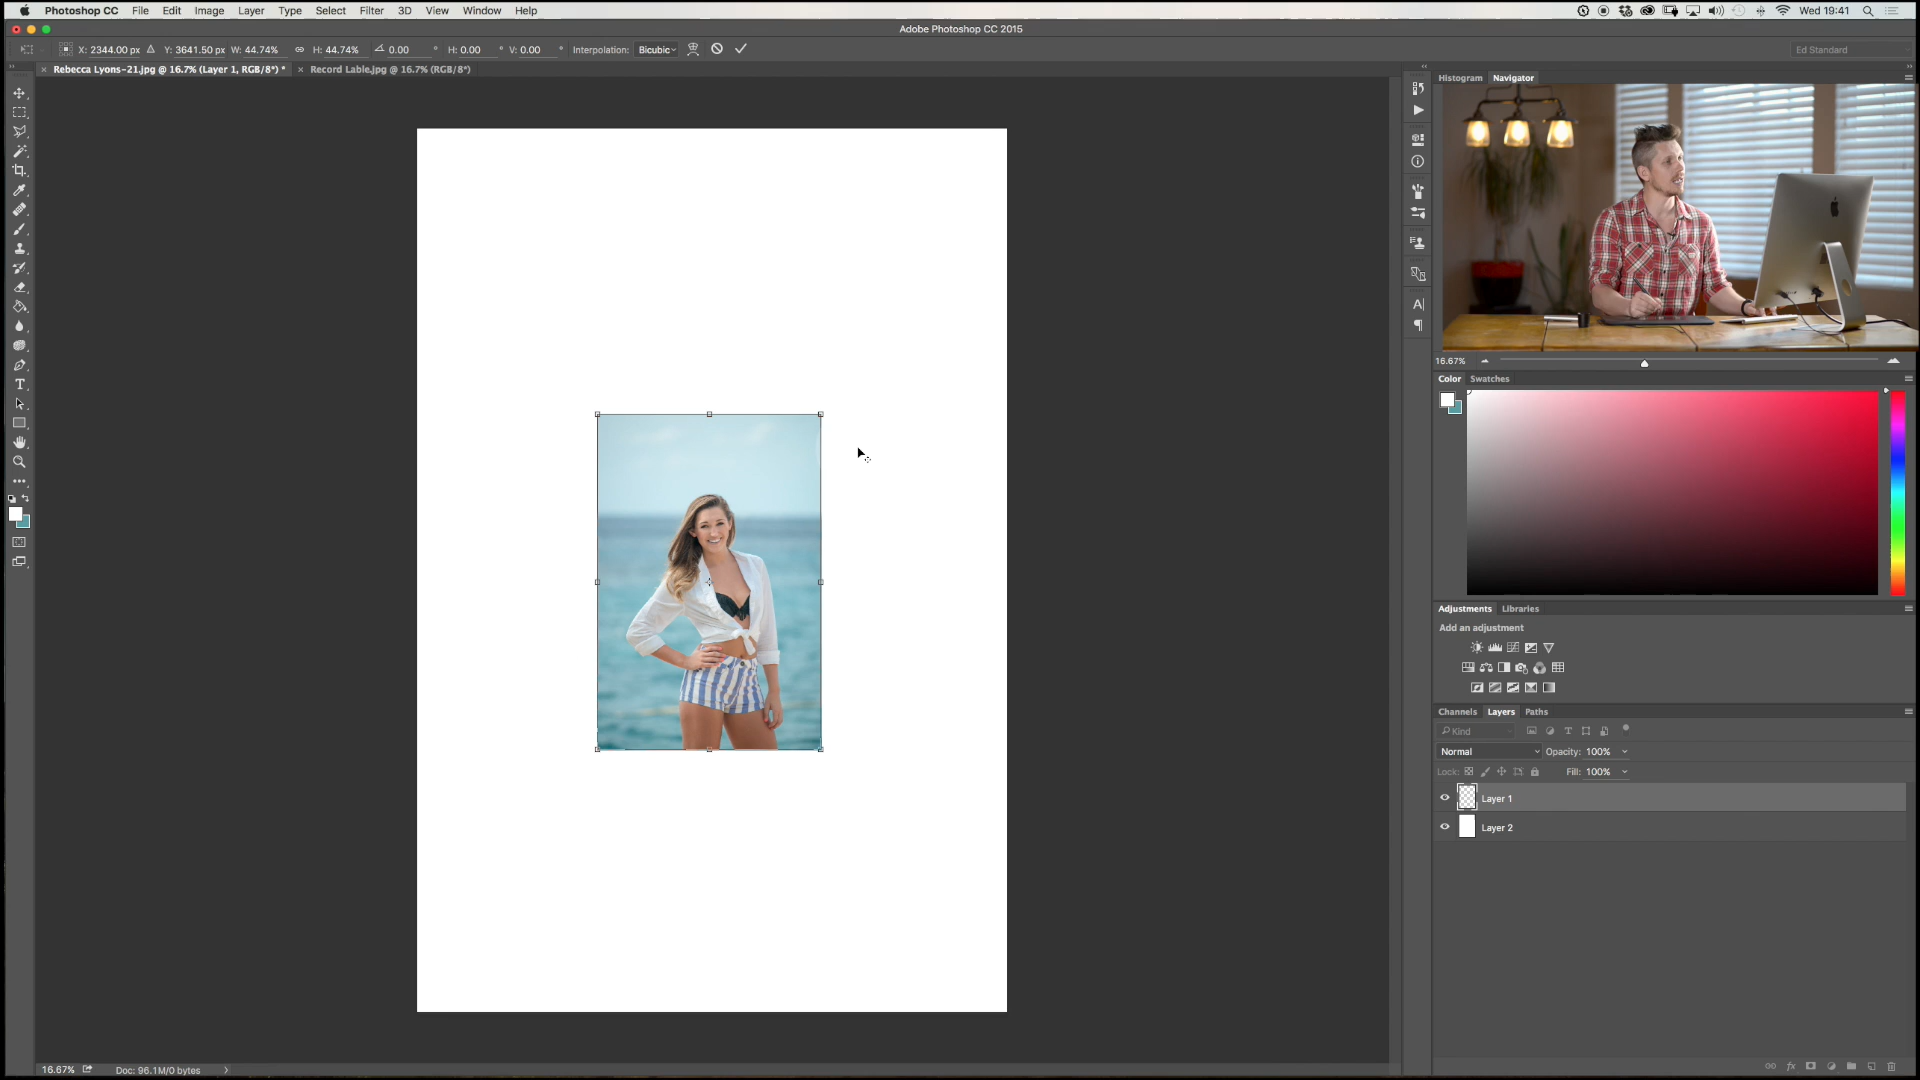 Photoshop CC File Edit Image Layer Type Select Filter 3D View Window Help Wed 19:41
Adobe Photoshop CC 2015
X: 2344.00 px Y: 3641.50 px W: 44.74% H: 44.74% 0.00 ° H: 0.00 ° V: 0.00 ° Interpolation: Bicubic Ed Standard
Rebecca Lyons-21.jpg @ 16.7% (Layer 1, RGB/8*) * Record Lable.jpg @ 16.7% (RGB/8*)
Histogram Navigator
16.67%
Color Swatches
Adjustments Libraries
Add an adjustment
Channels Layers Paths
Kind
Normal Opacity: 100%
Lock: Fill: 100%
Layer 1
Layer 2
16.67% Doc: 96.1M/0 bytes